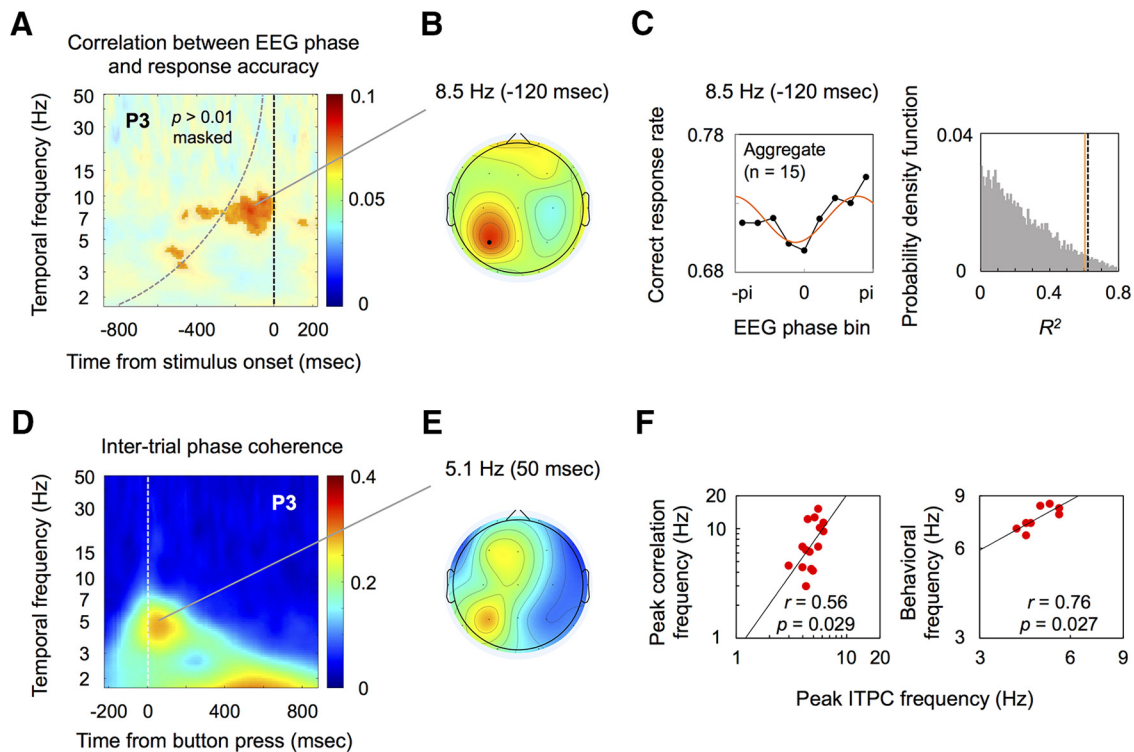 A
Correlation between EEG phase
and response accuracy
Temporal frequency (Hz)
50
30
15
10
7
5
3
2
P3
p > 0.01
masked
0.1
0.05
0
-800
-400
0
200
Time from stimulus onset (msec)
B
8.5 Hz (-120 msec)
C
8.5 Hz (-120 msec)
Correct response rate
0.78
0.68
Aggregate
(n = 15)
-pi
0
pi
EEG phase bin
Probability density function
0.04
0
0
0.4
0.8
R²
D
Inter-trial phase coherence
Temporal frequency (Hz)
50
30
15
10
7
5
3
2
P3
0.4
0.2
0
-200
0
400
800
Time from button press (msec)
E
5.1 Hz (50 msec)
F
Peak correlation
frequency (Hz)
20
10
1
r = 0.56
p = 0.029
1
10
20
Behavioral
frequency (Hz)
9
6
3
r = 0.76
p = 0.027
3
6
9
Peak ITPC frequency (Hz)